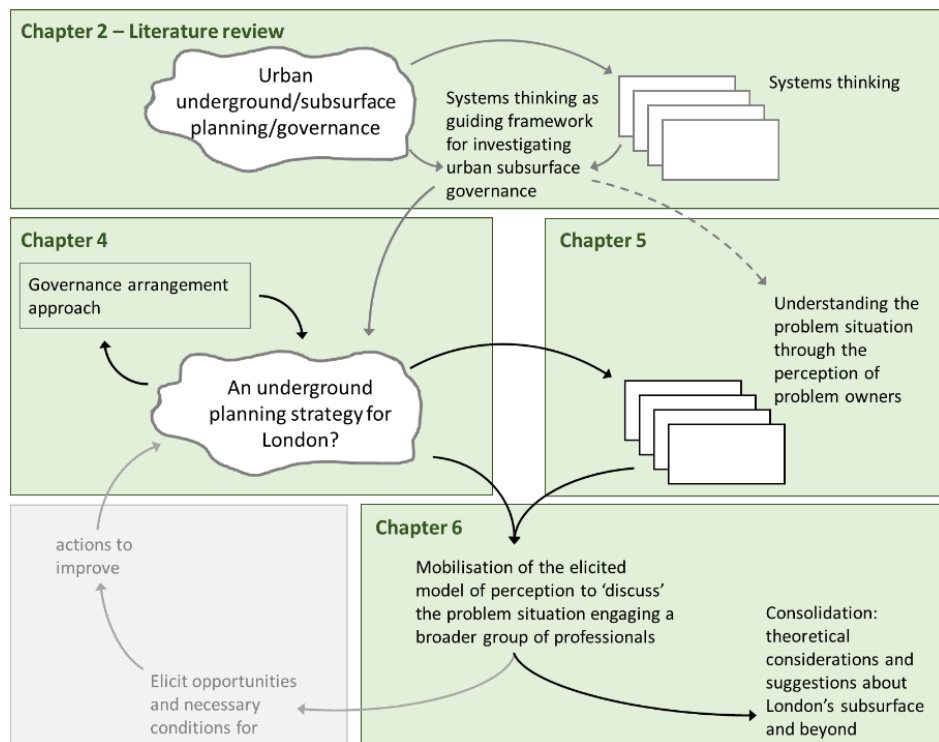 Chapter 2 – Literature review
Urban
underground/subsurface
planning/governance
Systems thinking as
guiding framework
for investigating
urban subsurface
governance
Systems thinking
Chapter 4
Governance arrangement
approach
An underground
planning strategy for
London?
Chapter 5
Understanding the
problem situation
through the
perception of
problem owners
actions to
improve
Elicit opportunities
and necessary
conditions for
Chapter 6
Mobilisation of the elicited
model of perception to ‘discuss’
the problem situation engaging a
broader group of professionals
Consolidation:
theoretical
considerations and
suggestions about
London’s subsurface
and beyond